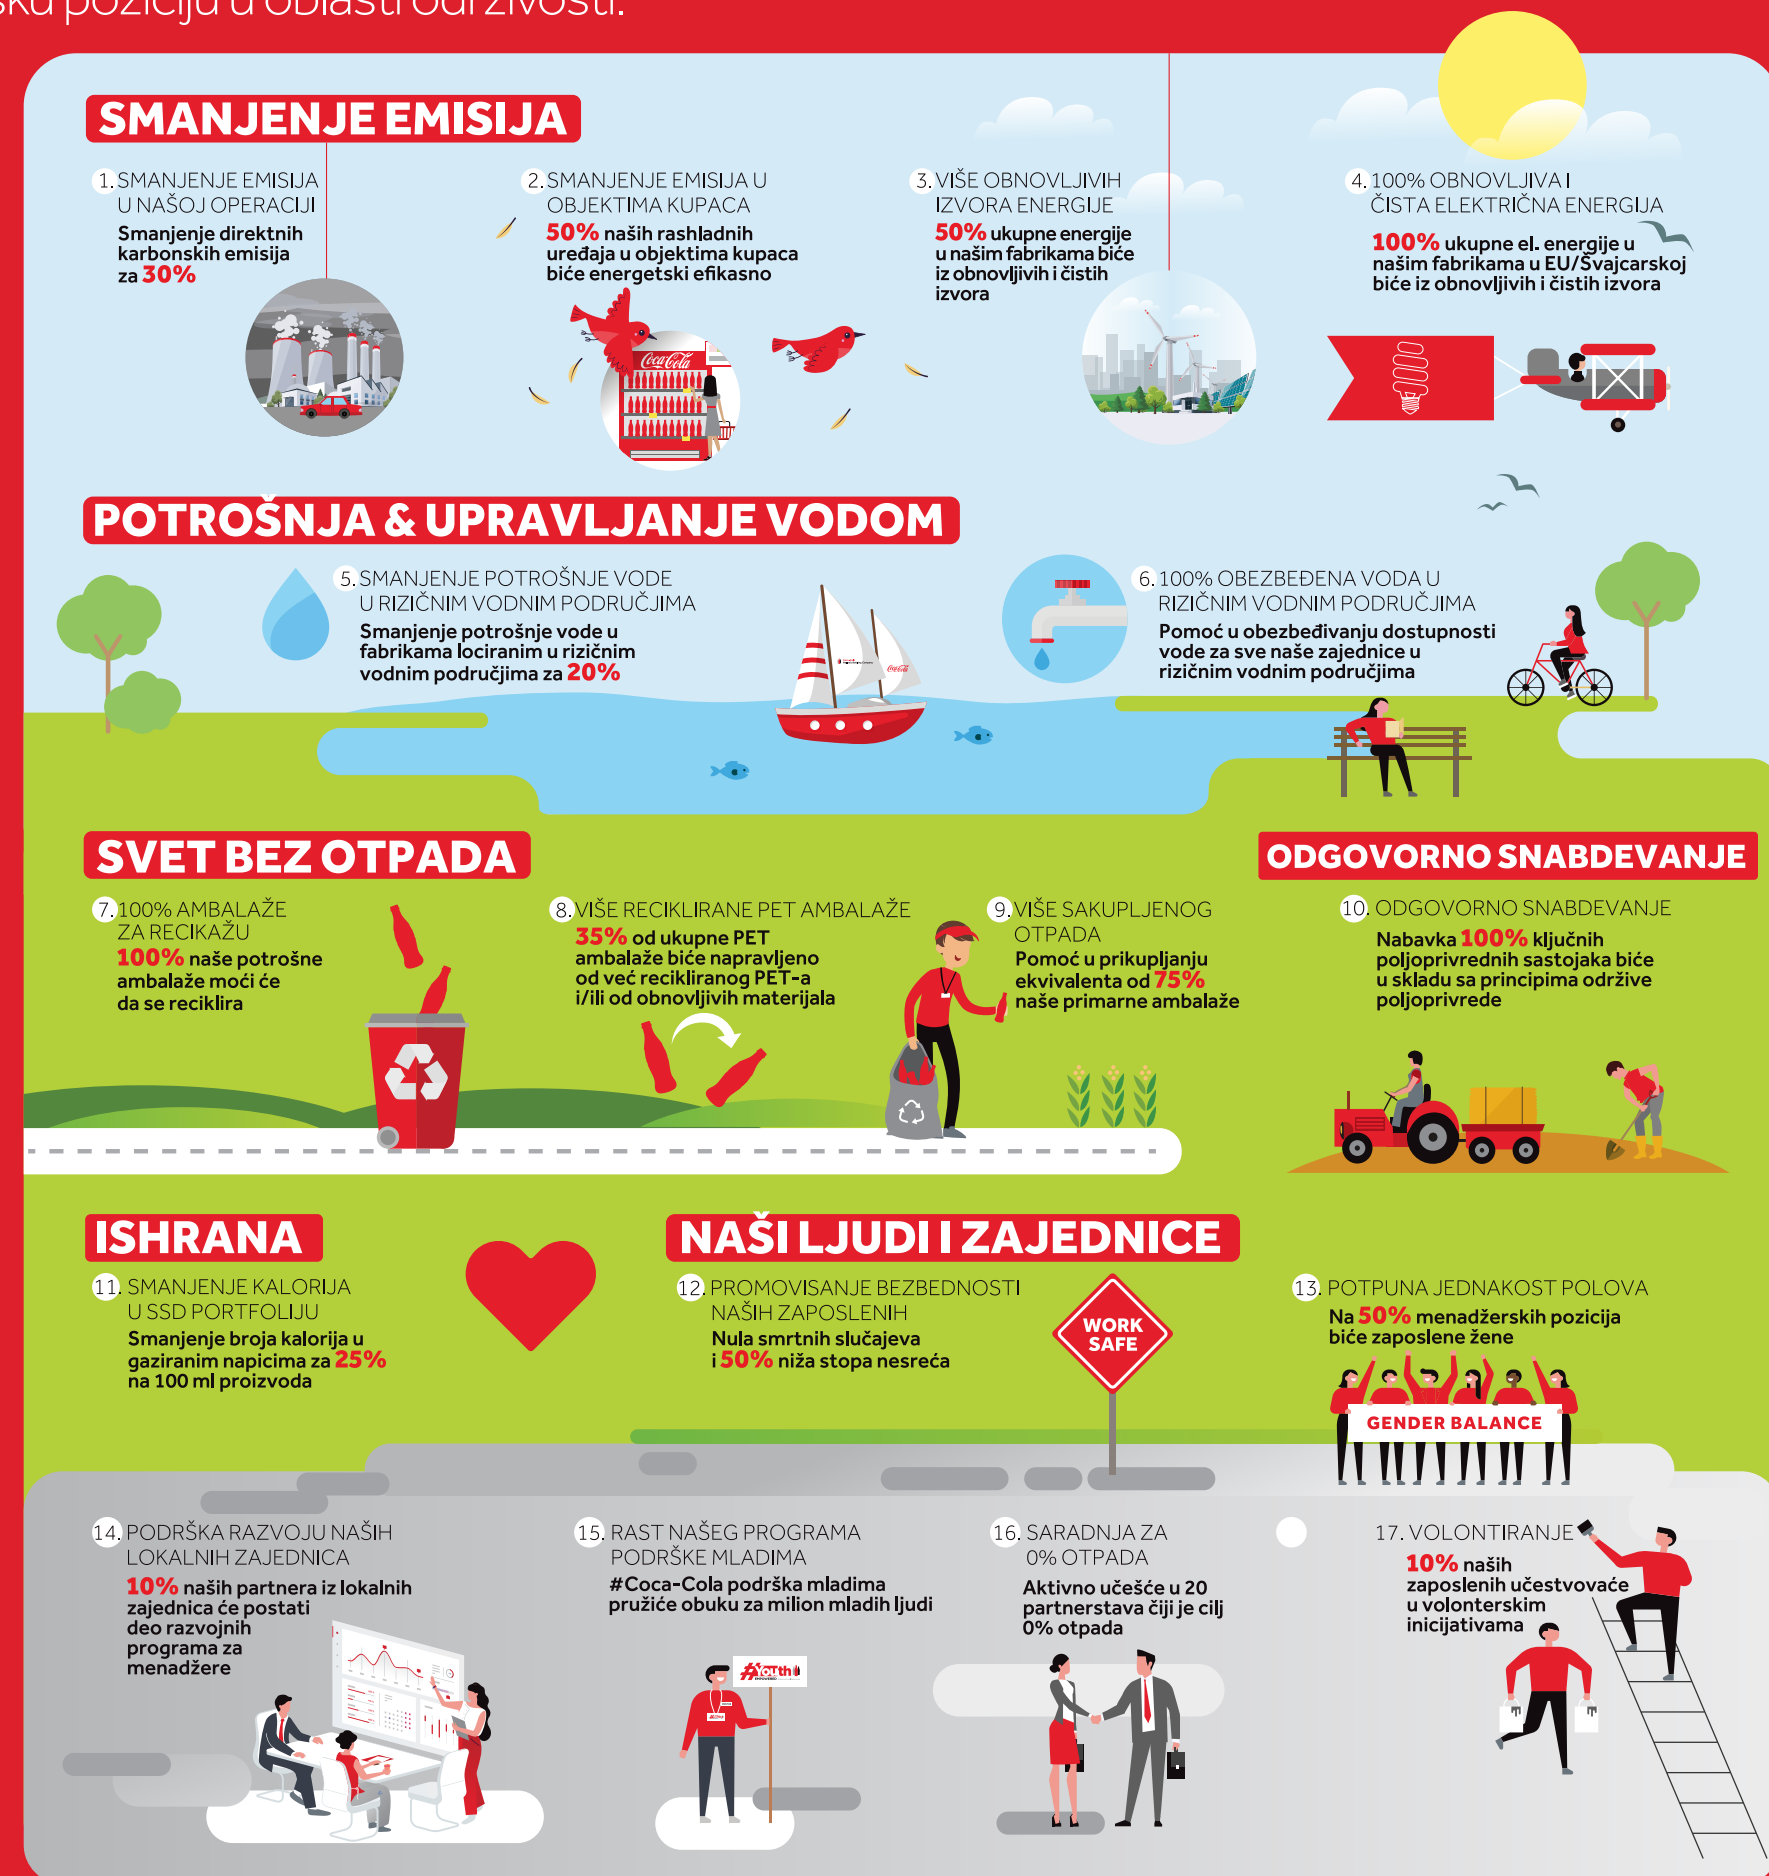 sku poziciju u oblasti održivosti.
SMANJENJE EMISIJA
1. SMANJENJE EMISIJA
U NAŠOJ OPERACIJI
Smanjenje direktnih
karbonskih emisija
za 30%
2. SMANJENJE EMISIJA U
OBJEKTIMA KUPACA
50% naših rashladnih
uređaja u objektima kupaca
biće energetski efikasno
Coca-Cola
3. VIŠE OBNOVLJIVIH
IZVORA ENERGIJE
50% ukupne energije
u našim fabrikama biće
iz obnovljivih i čistih
izvora
4. 100% OBNOVLJIVA I
ČISTA ELEKTRIČNA ENERGIJA
100% ukupne el. energije u
našim fabrikama u EU/Švajcarskoj
biće iz obnovljivih i čistih izvora
POTROŠNJA & UPRAVLJANJE VODOM
5. SMANJENJE POTROŠNJE VODE
U RIZIČNIM VODNIM PODRUČJIMA
Smanjenje potrošnje vode u
fabrikama lociranim u rizičnim
vodnim područjima za 20%
Coca-Cola
6. 100% OBEZBEĐENA VODA U
RIZIČNIM VODNIM PODRUČJIMA
Pomoć u obezbeđivanju dostupnosti
vode za sve naše zajednice u
rizičnim vodnim područjima
SVET BEZ OTPADA
7. 100% AMBALAŽE
ZA RECIKAŽU
100% naše potrošne
ambalaže moći će
da se reciklira
8. VIŠE RECIKLIRANE PET AMBALAŽE
35% od ukupne PET
ambalaže biće napravljeno
od već recikliranog PET-a
i/ili od obnovljivih materijala
9. VIŠE SAKUPLJENOG
OTPADA
Pomoć u prikupljanju
ekvivalenta od 75%
naše primarne ambalaže
ODGOVORNO SNABDEVANJE
10. ODGOVORNO SNABDEVANJE
Nabavka 100% ključnih
poljoprivrednih sastojaka biće
u skladu sa principima održive
poljoprivrede
ISHRANA
11. SMANJENJE KALORIJA
U SSD PORTFOLIJU
Smanjenje broja kalorija u
gaziranim napicima za 25%
na 100 ml proizvoda
NAŠI LJUDI I ZAJEDNICE
12. PROMOVISANJE BEZBEDNOSTI
NAŠIH ZAPOSLENIH
Nula smrtnih slučajeva
i 50% niža stopa nesreća
WORK
SAFE
13. POTPUNA JEDNAKOST POLOVA
Na 50% menadžerskih pozicija
biće zaposlene žene
GENDER BALANCE
14. PODRŠKA RAZVOJU NAŠIH
LOKALNIH ZAJEDNICA
10% naših partnera iz lokalnih
zajednica će postati
deo razvojnih
programa za
menadžere
15. RAST NAŠEG PROGRAMA
PODRŠKE MLADIMA
#Coca-Cola podrška mladima
pružiće obuku za milion mladih ljudi
#Youth
EMPOWERED
16. SARADNJA ZA
0% OTPADA
Aktivno učešće u 20
partnerstava čiji je cilj
0% otpada
17. VOLONTIRANJE
10% naših
zaposlenih učestvovaće
u volonterskim
inicijativama